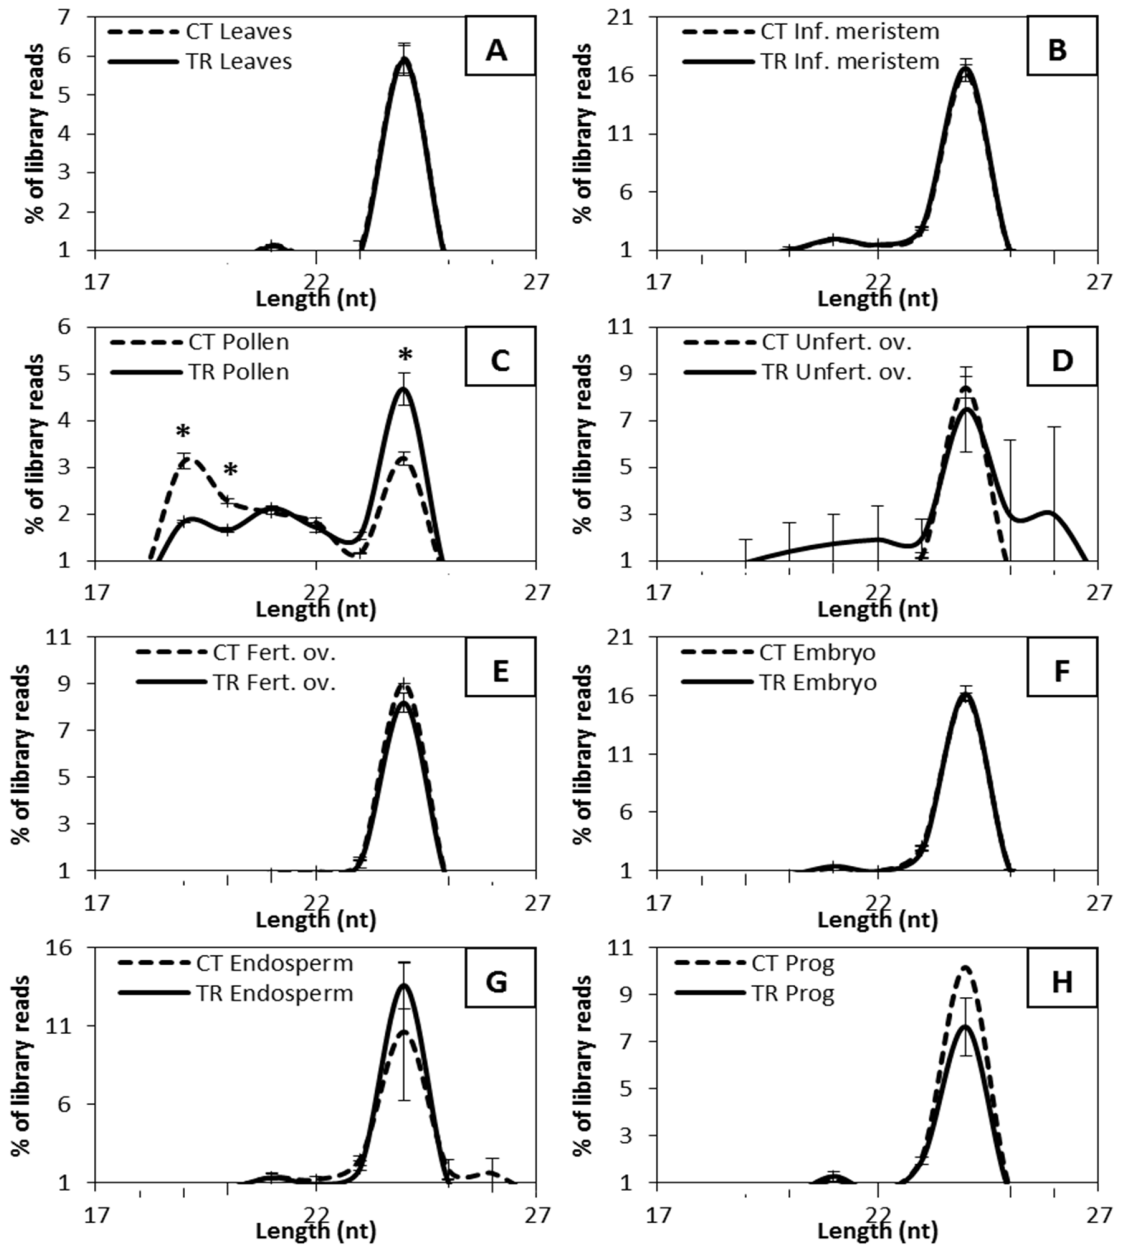 7
6
5
4
3
2
1
% of library reads
CT Leaves
TR Leaves
A
17
22
27
Length (nt)
21
16
11
6
1
% of library reads
CT Inf. meristem
TR Inf. meristem
B
17
22
27
Length (nt)
6
5
4
3
2
1
% of library reads
CT Pollen
TR Pollen
C
*
*
*
17
22
27
Length (nt)
11
9
7
5
3
1
% of library reads
CT Unfert. ov.
TR Unfert. ov.
D
17
22
27
Length (nt)
11
9
7
5
3
1
% of library reads
CT Fert. ov.
TR Fert. ov.
E
17
22
27
Length (nt)
21
16
11
6
1
% of library reads
CT Embryo
TR Embryo
F
17
22
27
Length (nt)
16
11
6
1
% of library reads
CT Endosperm
TR Endosperm
G
17
22
27
Length (nt)
11
9
7
5
3
1
% of library reads
CT Prog
TR Prog
H
17
22
27
Length (nt)